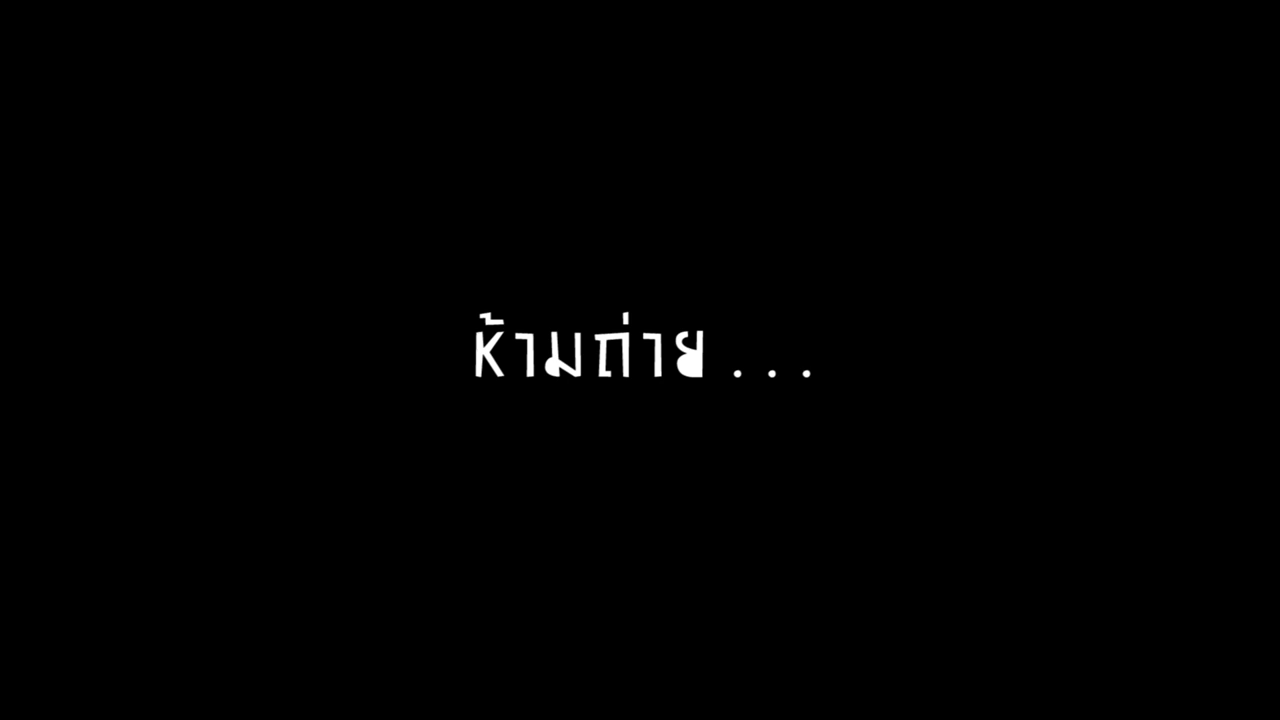 ห้ามถ่าย . . .